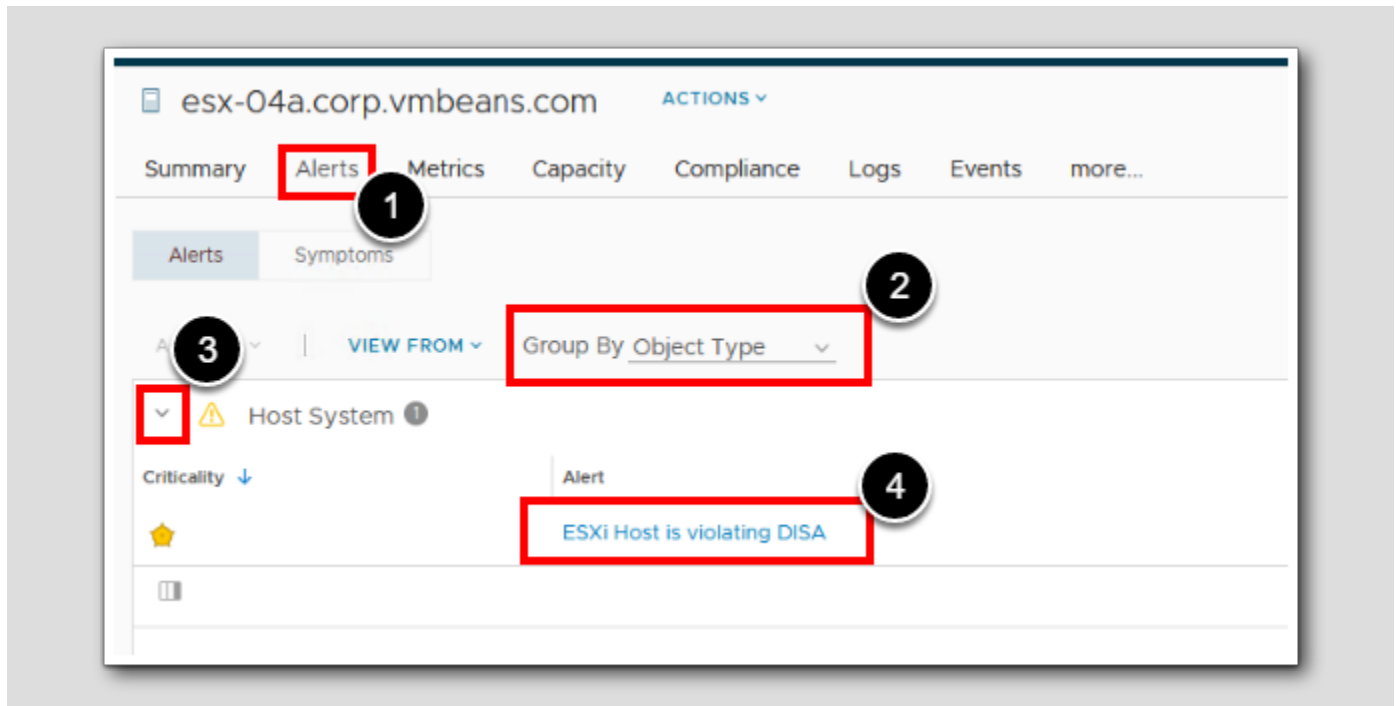 esx-04a.corp.vmbeans.com ACTIONS
Summary Alerts Metrics Capacity Compliance Logs Events more...
1
Alerts Symptoms
2
3 VIEW FROM Group By Object Type
Host System 1
Criticality Alert
4
ESXi Host is violating DISA